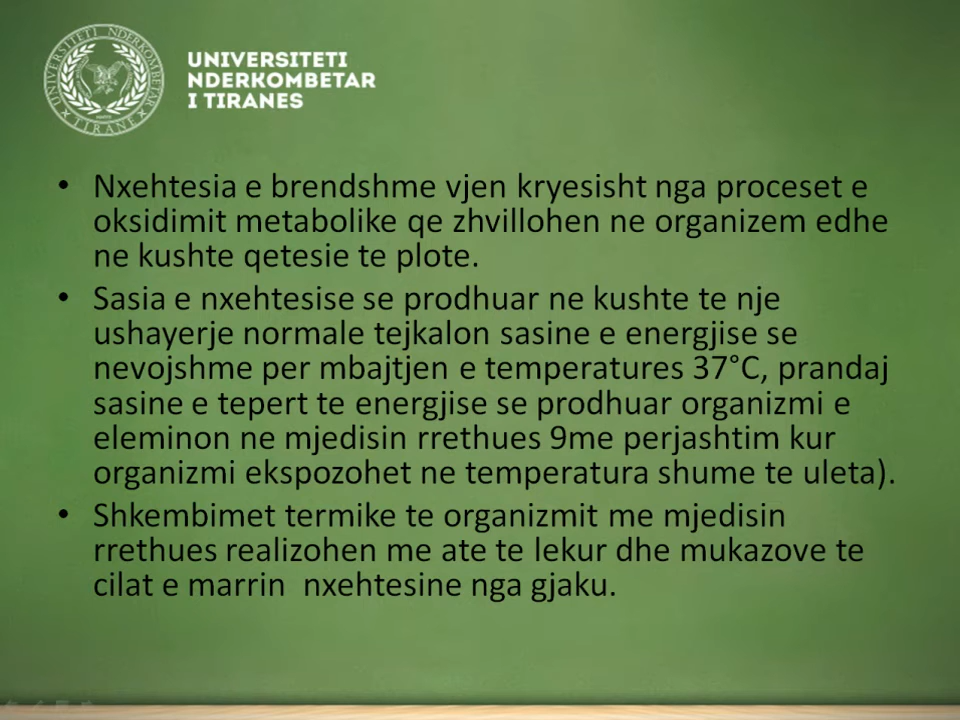 UNIVERSITETI NDERKOMBETAR
TIRANE
UNIVERSITETI
NDERKOMBETAR
I TIRANES
• Nxehtesia e brendshme vjen kryesisht nga proceset e
oksidimit metabolike qe zhvillohen ne organizem edhe
ne kushte qetesie te plote.
• Sasia e nxehtesise se prodhuar ne kushte te nje
ushayerje normale tejkalon sasine e energjise se
nevojshme per mbajtjen e temperatures 37°C, prandaj
sasine e tepert te energjise se prodhuar organizmi e
eleminon ne mjedisin rrethues 9me perjashtim kur
organizmi ekspozohet ne temperatura shume te uleta).
• Shkembimet termike te organizmit me mjedisin
rrethues realizohen me ate te lekur dhe mukazove te
cilat e marrin  nxehtesine nga gjaku.